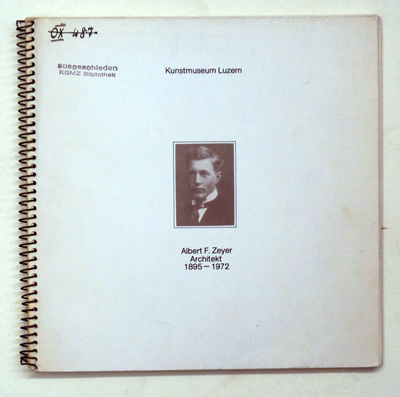 OX 487
ausgeschieden
KGMZ Bibliothek
Kunstmuseum Luzern
Albert F. Zeyer
Architekt
1895–1972